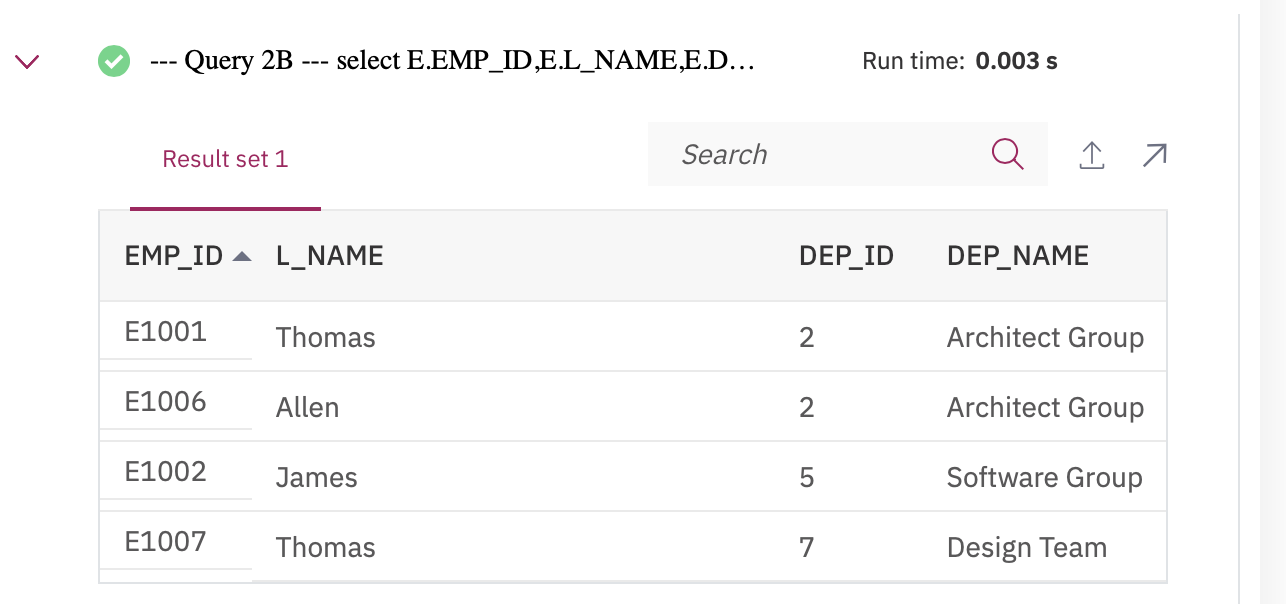 --- Query 2B --- select E.EMP_ID,E.L_NAME,E.D... Run time: 0.003 s
Result set 1 Search
EMP_ID L_NAME DEP_ID DEP_NAME
E1001 Thomas 2 Architect Group
E1006 Allen 2 Architect Group
E1002 James 5 Software Group
E1007 Thomas 7 Design Team